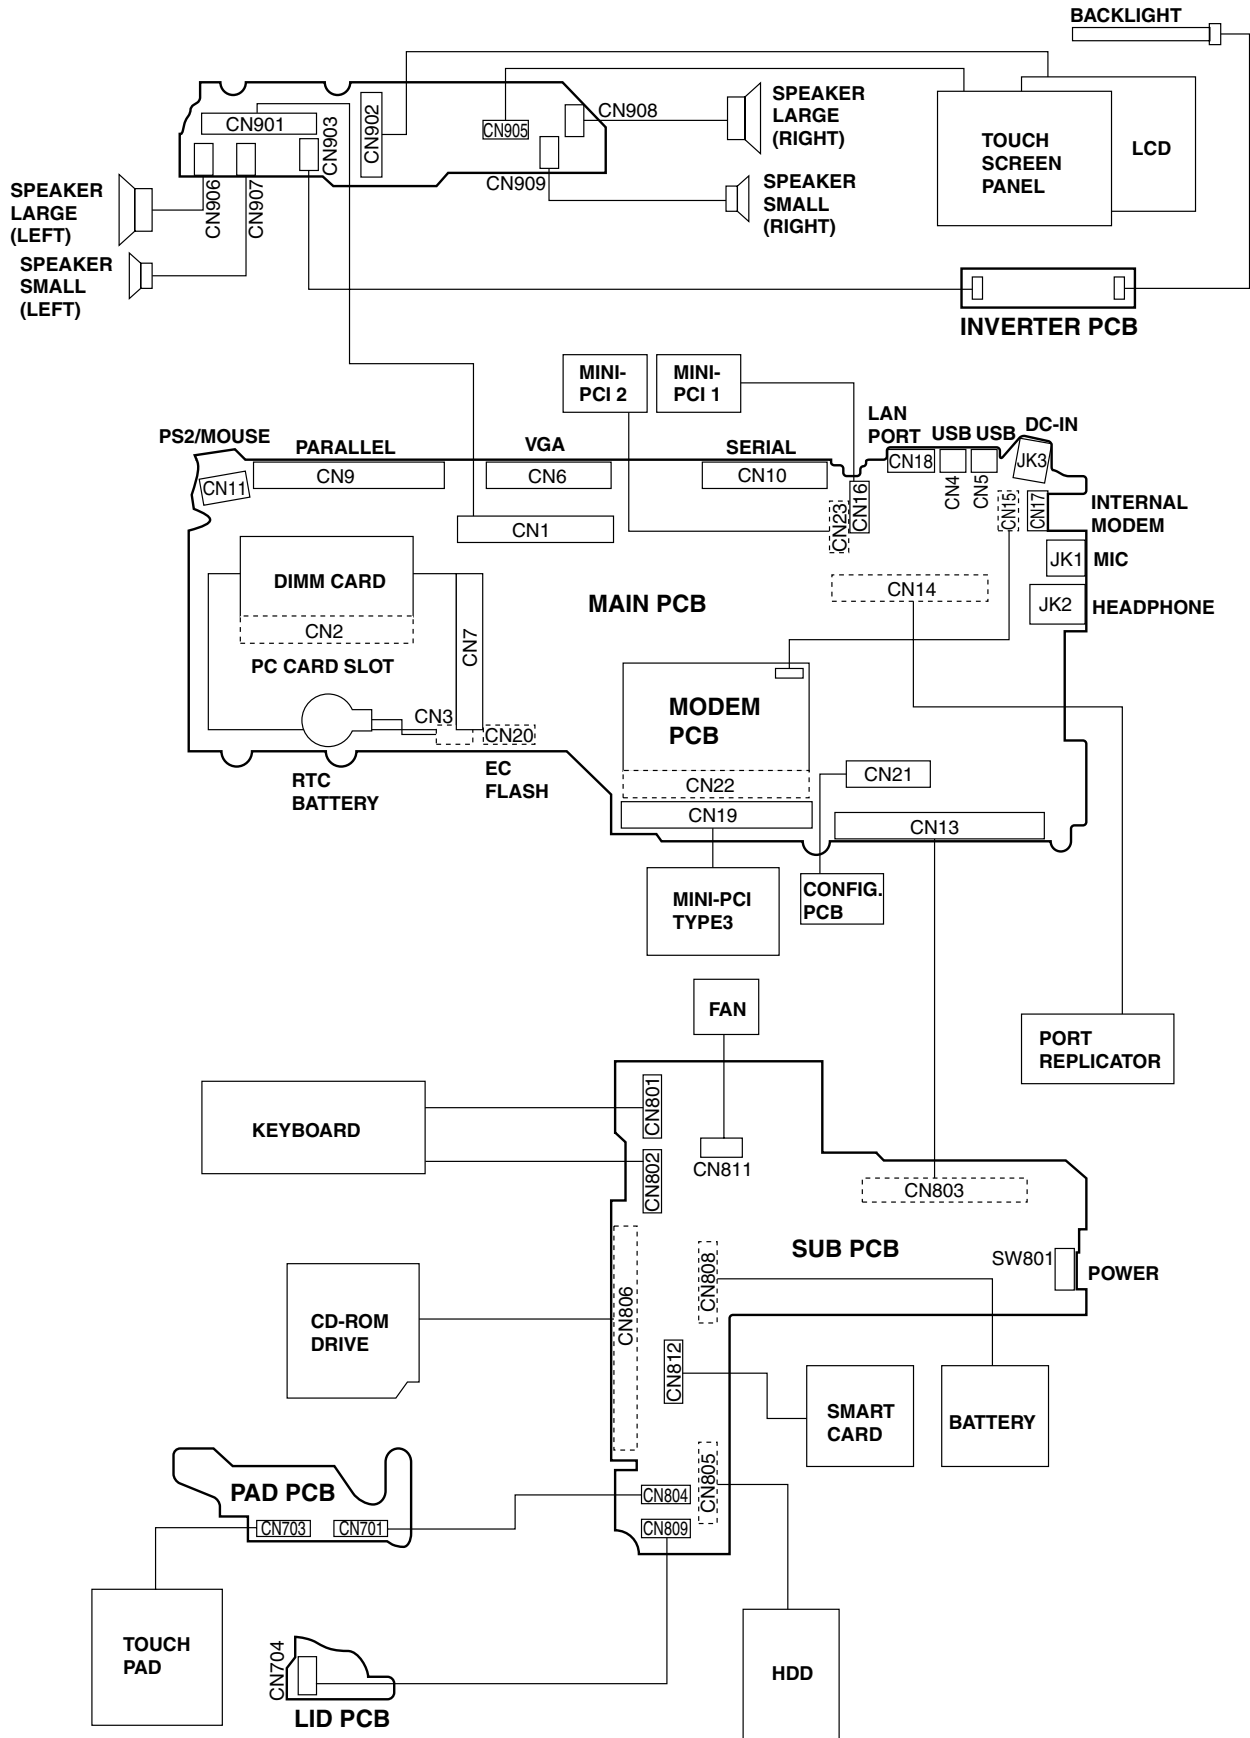 BACKLIGHT
CN901
CN903
CN902
CN905
CN908
SPEAKER
LARGE
(RIGHT)
TOUCH
SCREEN
PANEL
LCD
SPEAKER
LARGE
(LEFT)
CN906
CN907
CN909
SPEAKER
SMALL
(RIGHT)
SPEAKER
SMALL
(LEFT)
INVERTER PCB
MINI-
PCI 2
MINI-
PCI 1
PS2/MOUSE
PARALLEL
VGA
SERIAL
LAN
PORT
USB
USB
DC-IN
CN11
CN9
CN6
CN10
CN18
CN4
CN5
JK3
CN1
CN23
CN16
CN15
CN17
INTERNAL
MODEM
JK1
MIC
DIMM CARD
CN2
CN7
MAIN PCB
CN14
JK2
HEADPHONE
PC CARD SLOT
CN3
CN20
MODEM
PCB
RTC
BATTERY
EC
FLASH
CN22
CN21
CN19
CN13
MINI-PCI
TYPE3
CONFIG.
PCB
FAN
PORT
REPLICATOR
KEYBOARD
CN801
CN802
CN811
CN803
SUB PCB
SW801
POWER
CD-ROM
DRIVE
CN806
CN808
CN812
SMART
CARD
BATTERY
PAD PCB
CN703
CN701
CN804
CN805
CN809
TOUCH
PAD
CN704
LID PCB
HDD